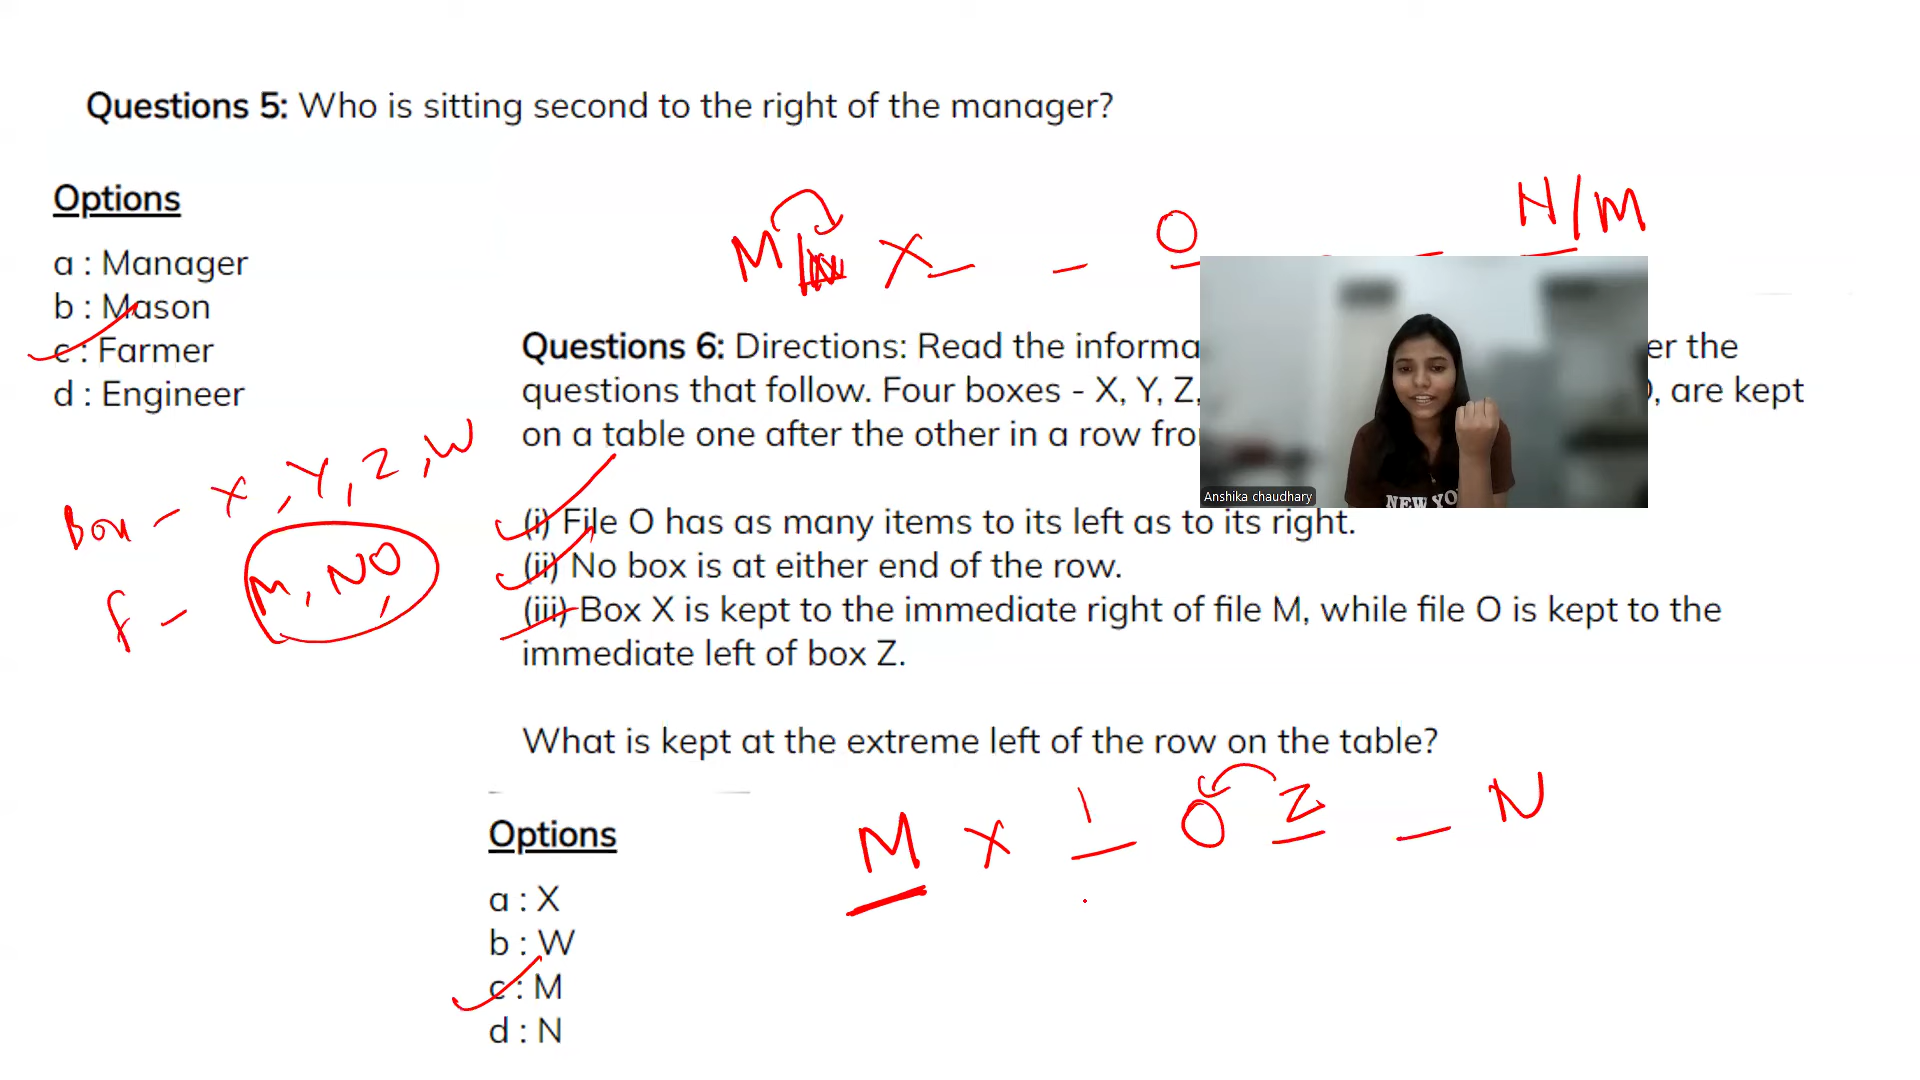 Questions 5: Who is sitting second to the right of the manager?
Options
a : Manager
b : Mason
c : Farmer
d : Engineer
M X _ _ O _ N/M
Box - X, Y, Z, W
F - M, N, O
Questions 6: Directions: Read the informa er the
questions that follow. Four boxes - X, Y, Z, , are kept
on a table one after the other in a row fro
Anshika chaudhary
NEW YO
(i) File O has as many items to its left as to its right.
(ii) No box is at either end of the row.
(iii) Box X is kept to the immediate right of file M, while file O is kept to the
immediate left of box Z.
What is kept at the extreme left of the row on the table?
M X _ O Z _ N
Options
a : X
b : W
c : M
d : N